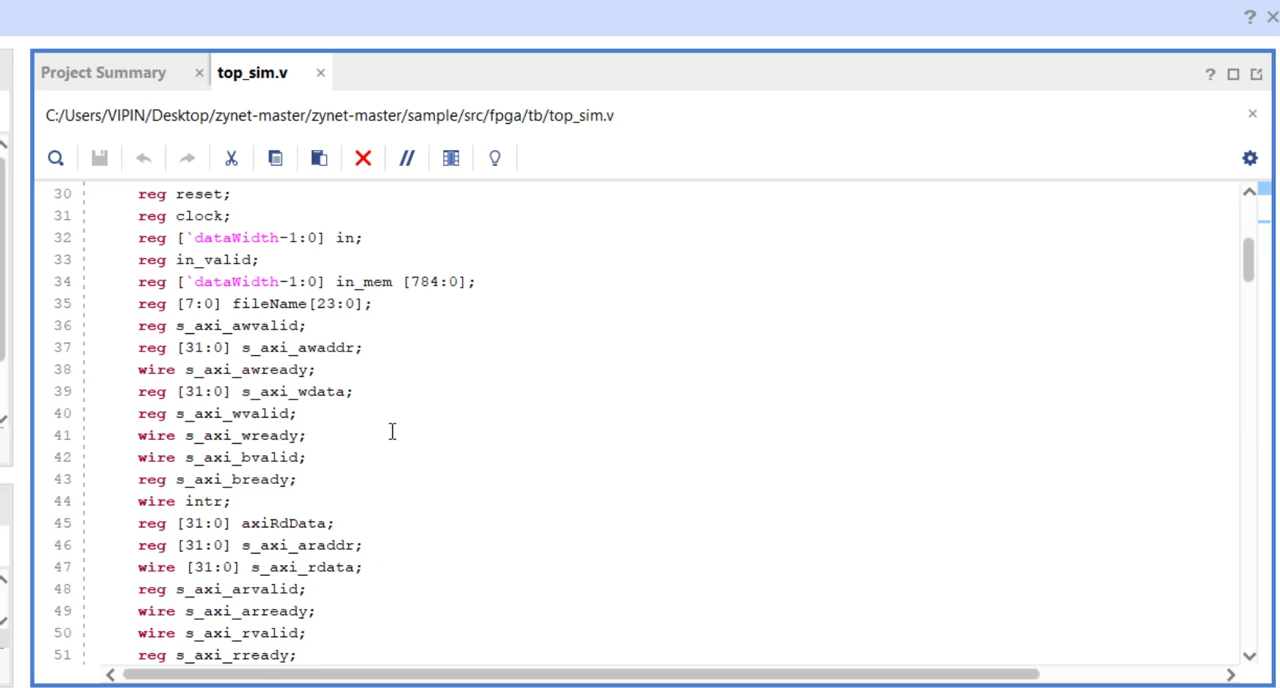 Project Summary × top_sim.v ×
C:/Users/VIPIN/Desktop/zynet-master/zynet-master/sample/src/fpga/tb/top_sim.v
30 reg reset;
31 reg clock;
32 reg [`dataWidth-1:0] in;
33 reg in_valid;
34 reg [`dataWidth-1:0] in_mem [784:0];
35 reg [7:0] fileName[23:0];
36 reg s_axi_awvalid;
37 reg [31:0] s_axi_awaddr;
38 wire s_axi_awready;
39 reg [31:0] s_axi_wdata;
40 reg s_axi_wvalid;
41 wire s_axi_wready;
42 wire s_axi_bvalid;
43 reg s_axi_bready;
44 wire intr;
45 reg [31:0] axiRdData;
46 reg [31:0] s_axi_araddr;
47 wire [31:0] s_axi_rdata;
48 reg s_axi_arvalid;
49 wire s_axi_arready;
50 wire s_axi_rvalid;
51 reg s_axi_rready;